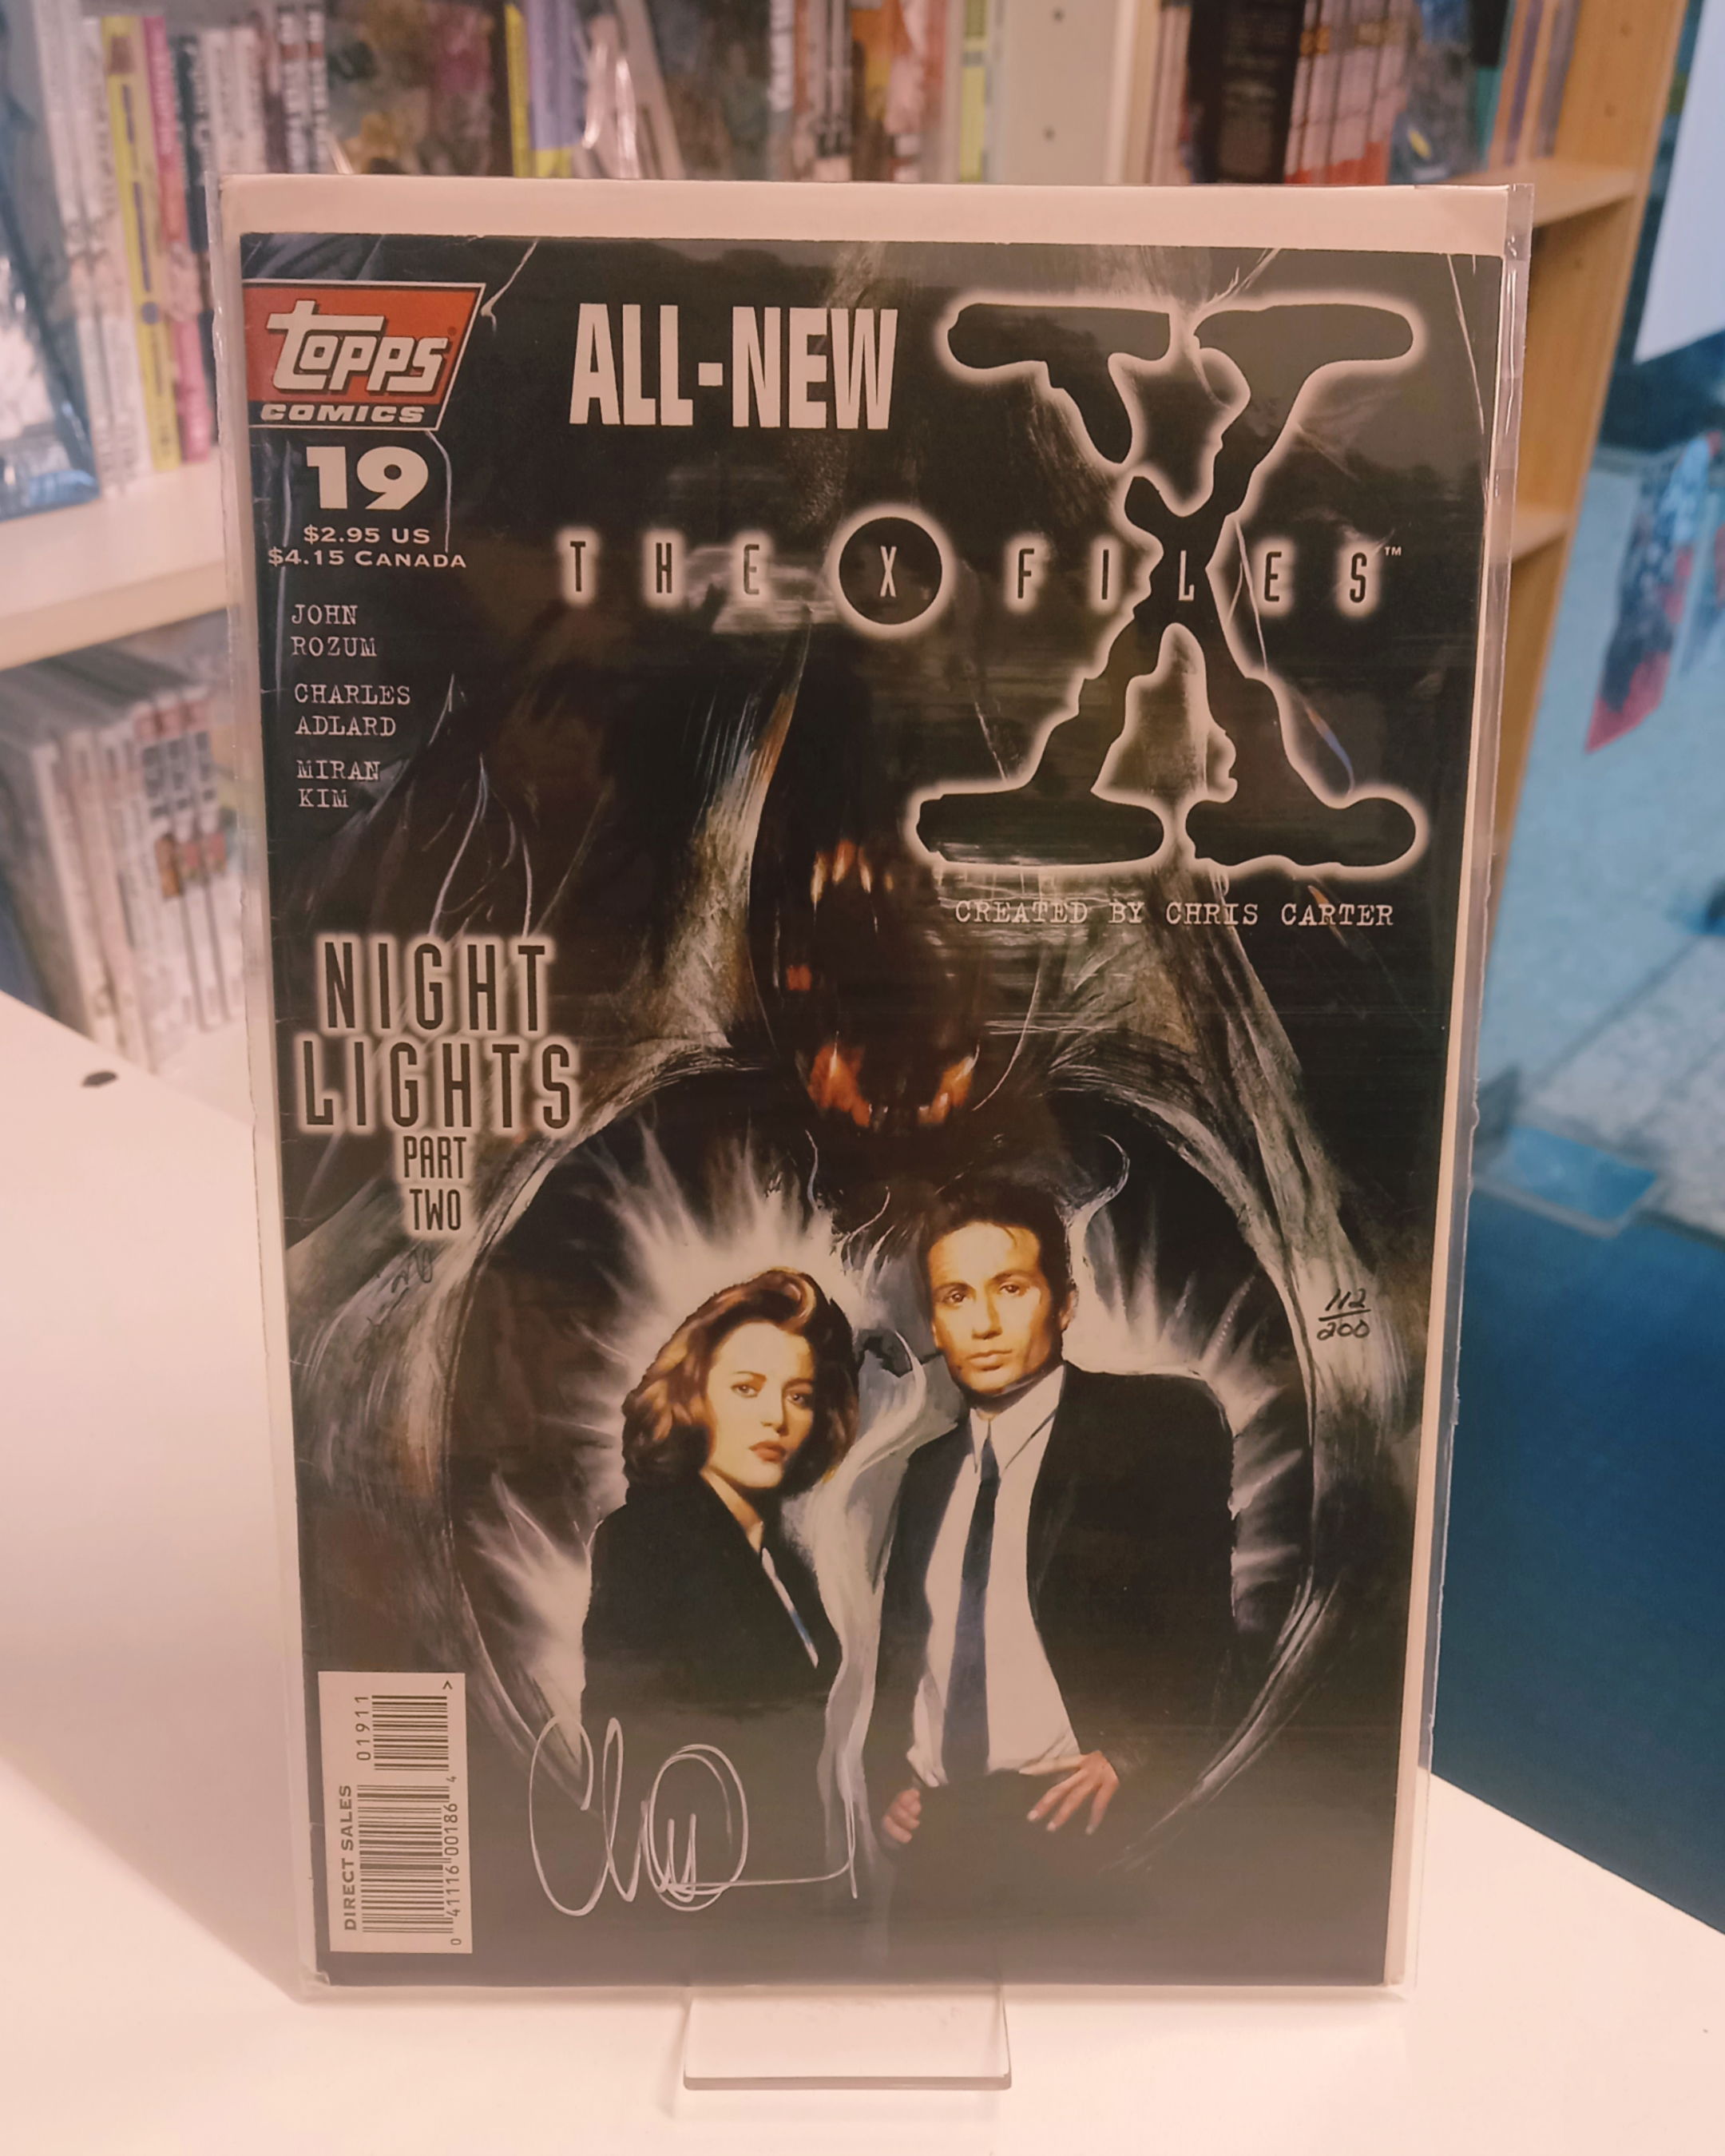 Topps
COMICS
19
$2.95 US
$4.15 CANADA
JOHN
ROZUM
CHARLES
ADLARD
MIRAN
KIM
ALL-NEW
X
THE X FILES™
CREATED BY CHRIS CARTER
NIGHT
LIGHTS
PART
TWO
112
200
DIRECT SALES
01911
0 41116 00186 4